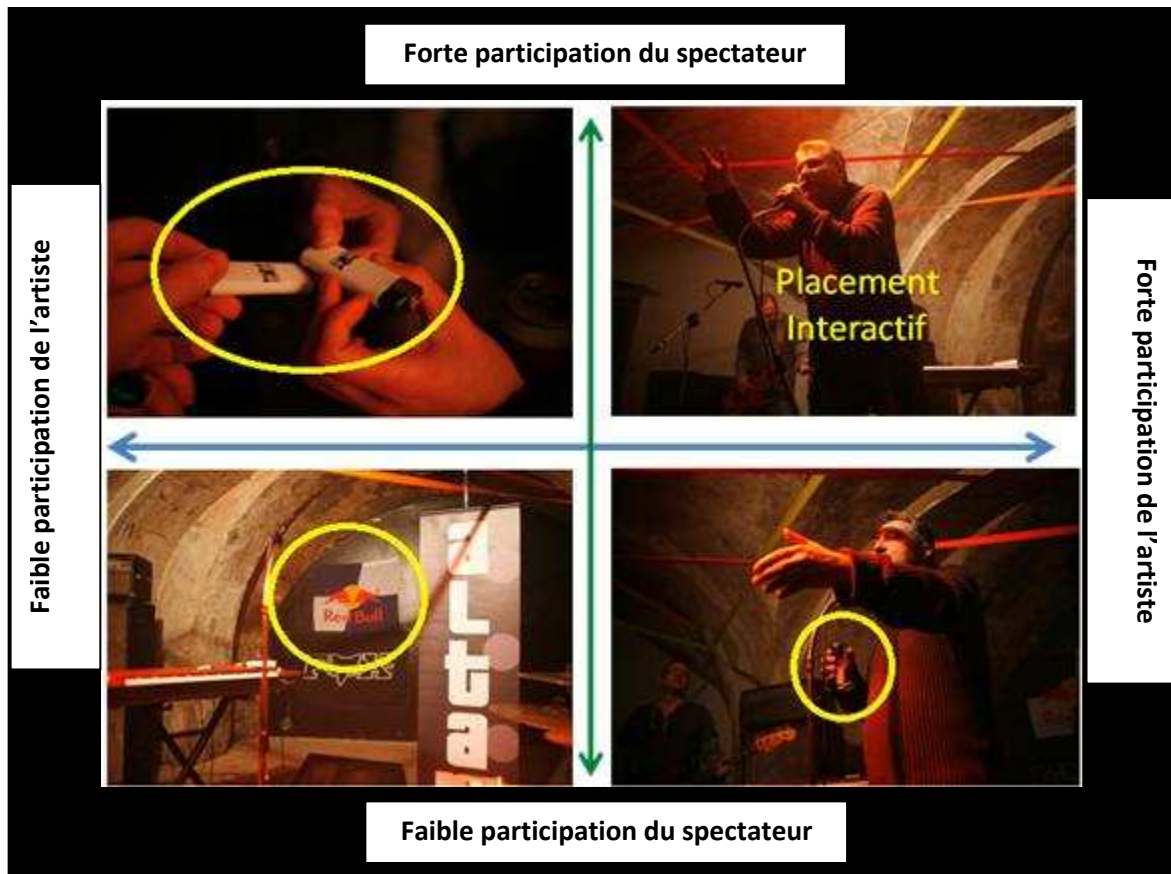 Forte participation du spectateur
Faible participation de l'artiste
Placement
Interactif
Forte participation de l'artiste
Red Bull
Faible participation du spectateur